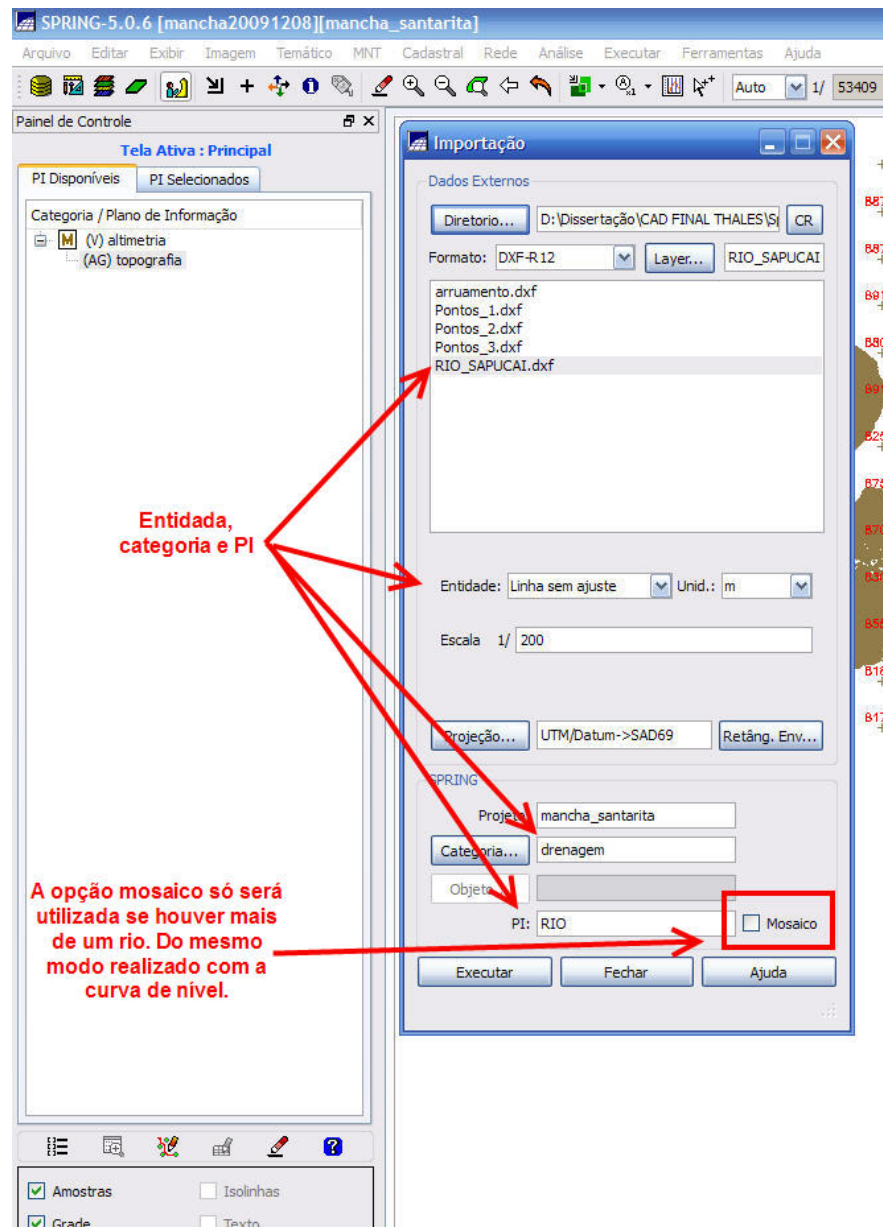 SPRING-5.0.6 [mancha20091208][mancha_santarita]
Arquivo Editar Exibir Imagem Temático MNT Cadastral Rede Análise Executar Ferramentas Ajuda
Auto 1/ 53409
Painel de Controle
Tela Ativa : Principal
PI Disponíveis PI Selecionados
Categoria / Plano de Informação
M (V) altimetria
(AG) topografia
Importação
Dados Externos
Diretorio... D:\Dissertação\CAD FINAL THALES\Sp CR
Formato: DXF-R12 Layer... RIO_SAPUCAI
arruamento.dxf
Pontos_1.dxf
Pontos_2.dxf
Pontos_3.dxf
RIO_SAPUCAI.dxf
Entidada,
categoria e PI
Entidade: Linha sem ajuste Unid.: m
Escala 1/ 200
Projeção... UTM/Datum->SAD69 Retâng. Env...
SPRING
Projeto mancha_santarita
Categoria... drenagem
Objeto
PI: RIO Mosaico
A opção mosaico só será
utilizada se houver mais
de um rio. Do mesmo
modo realizado com a
curva de nível.
Executar Fechar Ajuda
Amostras Isolinhas
Grade Texto